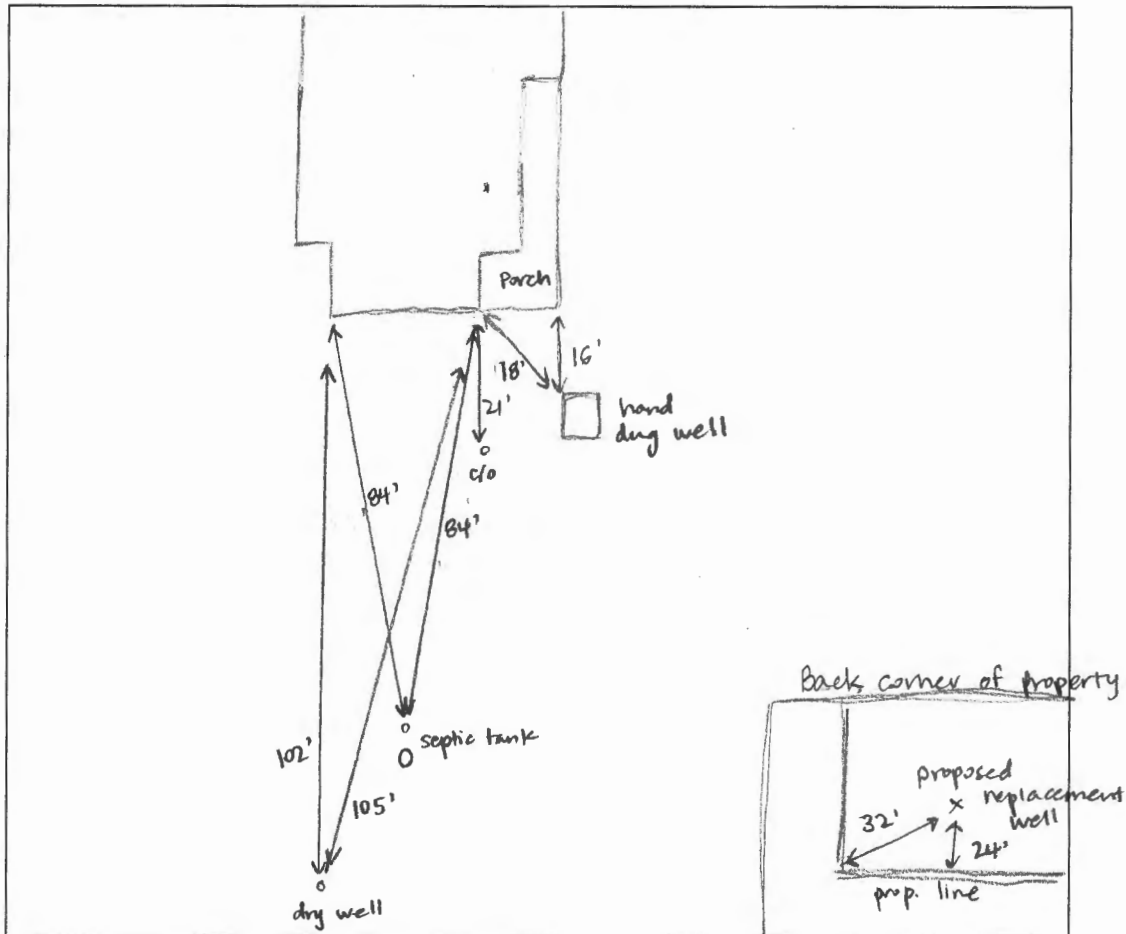 Porch
16'
18'
21'
hand
dug well
c/o
84'
84'
septic tank
102'
105'
dry well
Back corner of property
proposed
replacement
well
32'
24'
prop. line